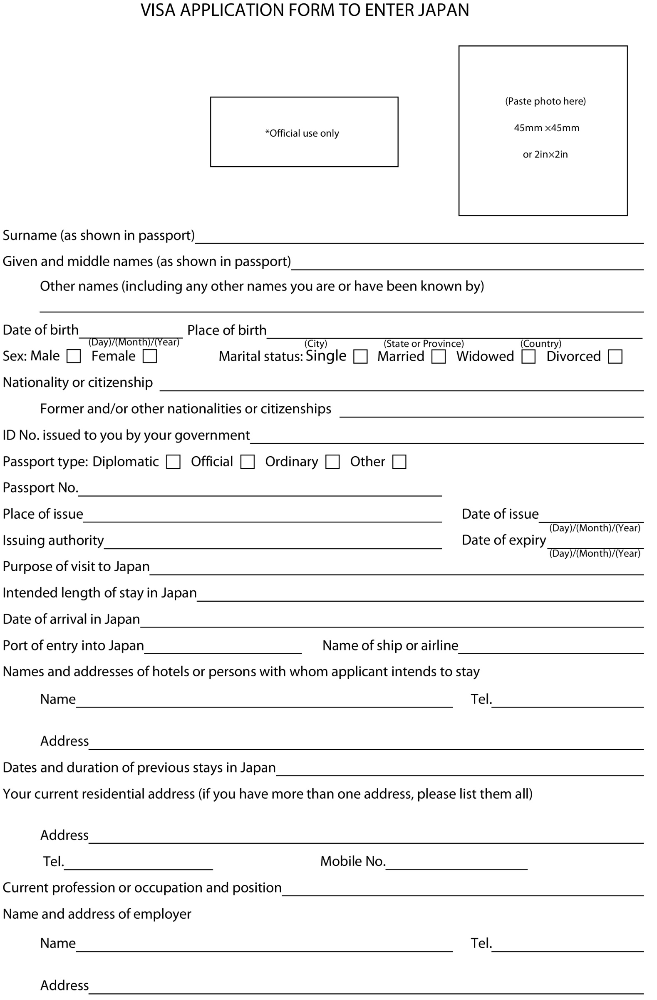 VISA APPLICATION FORM TO ENTER JAPAN
*Official use only
(Paste photo here)
45mm ×45mm
or 2in×2in
Surname (as shown in passport)
Given and middle names (as shown in passport)
Other names (including any other names you are or have been known by)
Date of birth Place of birth
(Day)/(Month)/(Year) (City) (State or Province) (Country)
Sex: Male Female Marital status: Single Married Widowed Divorced
Nationality or citizenship
Former and/or other nationalities or citizenships
ID No. issued to you by your government
Passport type: Diplomatic Official Ordinary Other
Passport No.
Place of issue Date of issue
(Day)/(Month)/(Year)
Issuing authority Date of expiry
(Day)/(Month)/(Year)
Purpose of visit to Japan
Intended length of stay in Japan
Date of arrival in Japan
Port of entry into Japan Name of ship or airline
Names and addresses of hotels or persons with whom applicant intends to stay
Name Tel.
Address
Dates and duration of previous stays in Japan
Your current residential address (if you have more than one address, please list them all)
Address
Tel. Mobile No.
Current profession or occupation and position
Name and address of employer
Name Tel.
Address